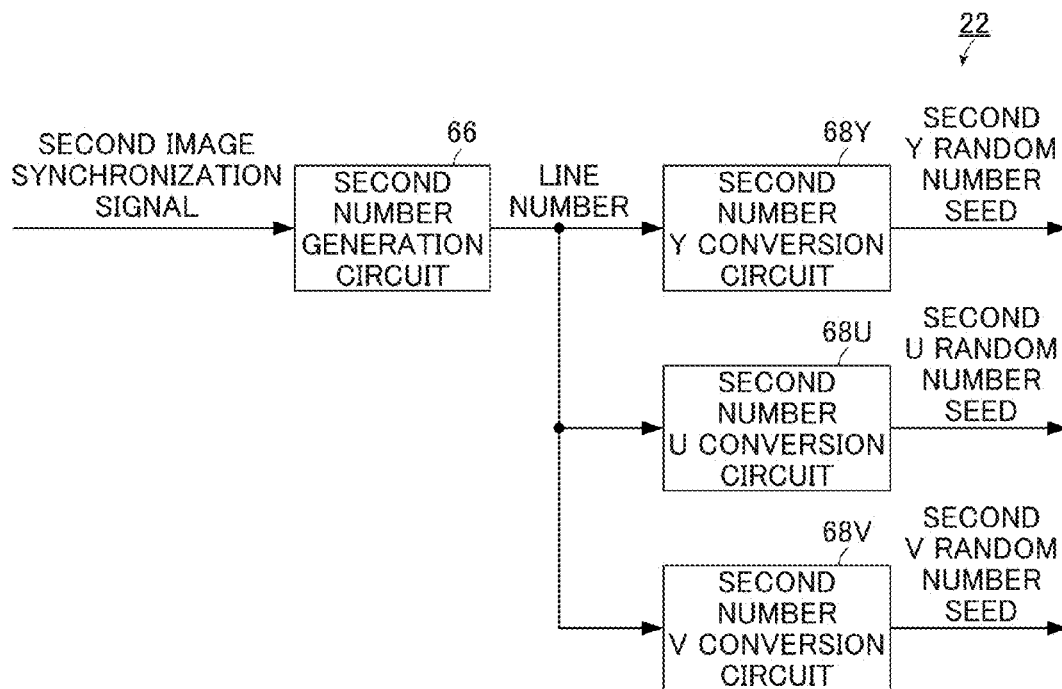 22
SECOND IMAGE
SYNCHRONIZATION
SIGNAL
66
SECOND
NUMBER
GENERATION
CIRCUIT
LINE
NUMBER
68Y
SECOND
NUMBER
Y CONVERSION
CIRCUIT
SECOND
Y RANDOM
NUMBER
SEED
68U
SECOND
NUMBER
U CONVERSION
CIRCUIT
SECOND
U RANDOM
NUMBER
SEED
68V
SECOND
NUMBER
V CONVERSION
CIRCUIT
SECOND
V RANDOM
NUMBER
SEED